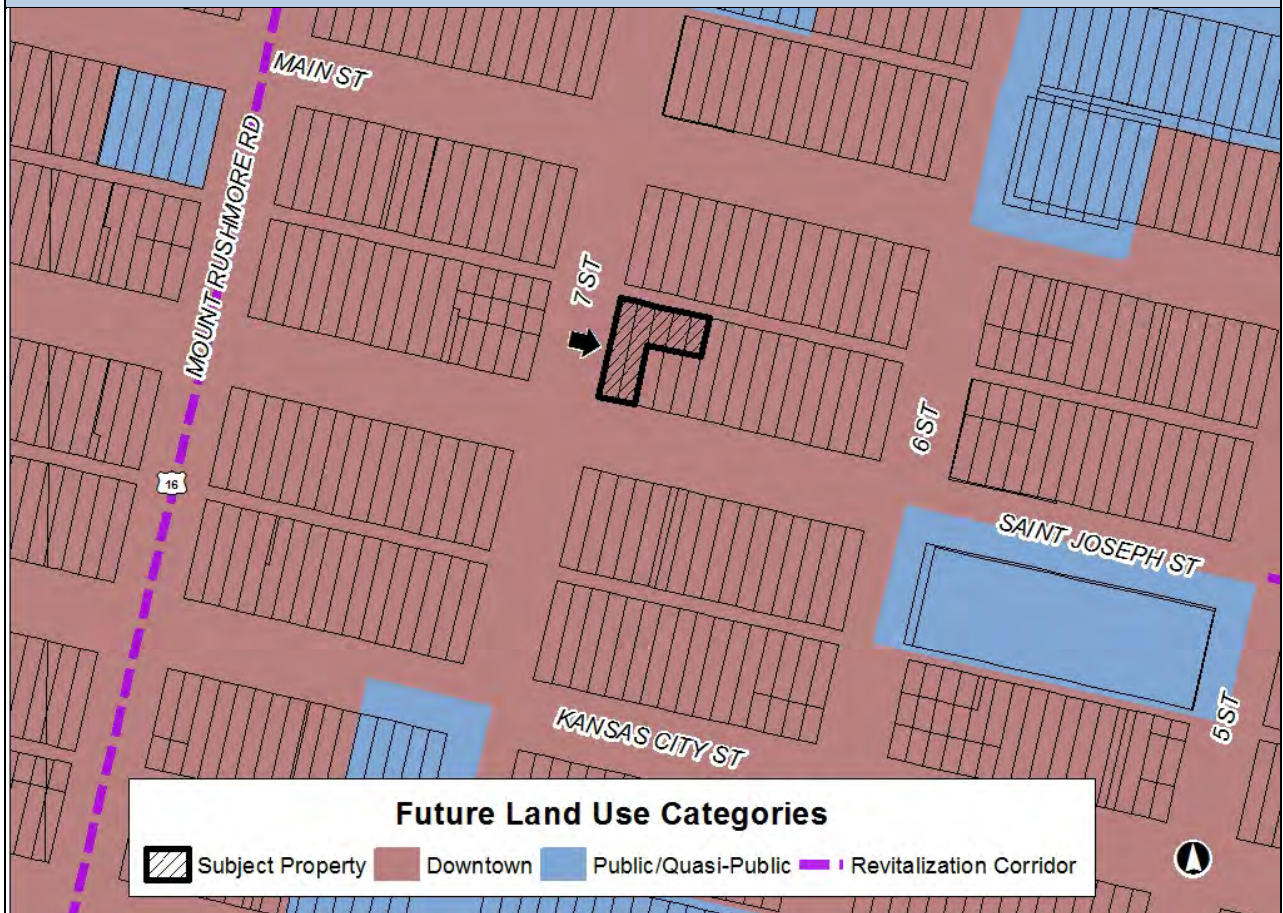 MAIN ST
MOUNT RUSHMORE RD
7 ST
6 ST
16
SAINT JOSEPH ST
5 ST
KANSAS CITY ST
Future Land Use Categories
Subject Property Downtown Public/Quasi-Public Revitalization Corridor